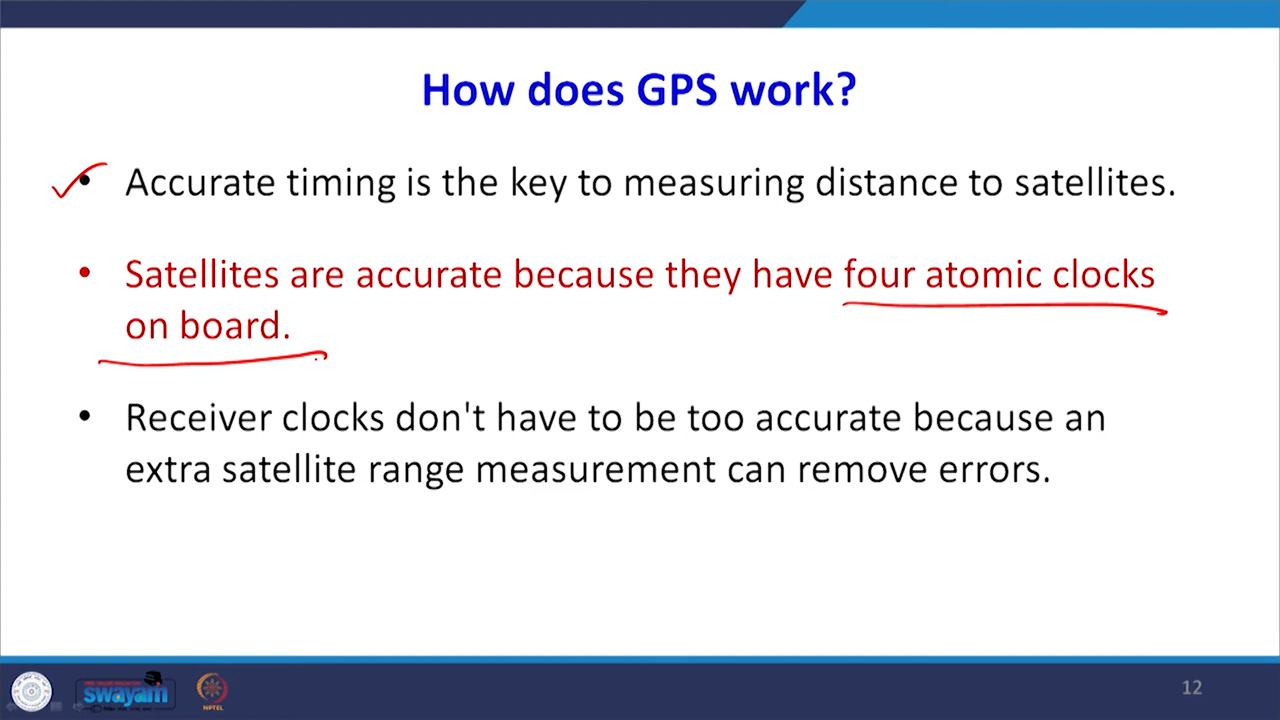 How does GPS work?
• Accurate timing is the key to measuring distance to satellites.
• Satellites are accurate because they have four atomic clocks
on board.
• Receiver clocks don't have to be too accurate because an
extra satellite range measurement can remove errors.
swayam
NPTEL
12